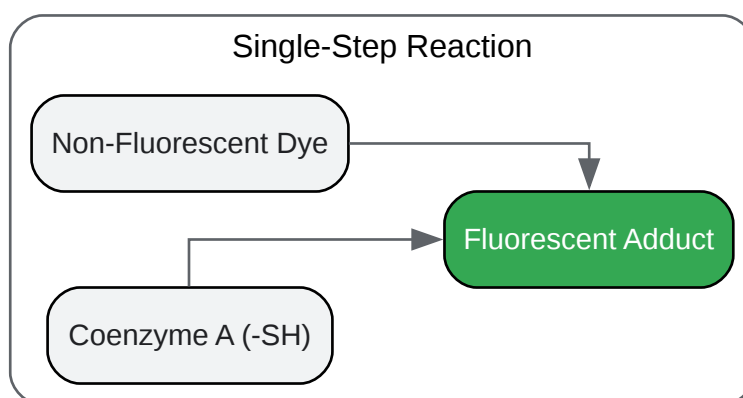 Single-Step Reaction
Non-Fluorescent Dye
Fluorescent Adduct
Coenzyme A (-SH)